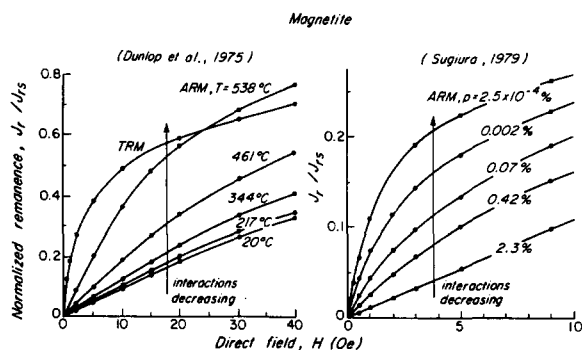 Magnetite
(Dunlop et al., 1975)
(Sugiura, 1979)
Normalized remanence, Jr/Jrs
0.8
0.6
0.4
0.2
0
ARM, T=538°C
TRM
461°C
344°C
217°C
20°C
interactions
decreasing
0
10
20
30
40
Jr/Jrs
0.2
0.1
0
ARM, p=2.5x10⁻⁴%
0.002%
0.07%
0.42%
2.3%
interactions
decreasing
0
5
10
Direct field, H (Oe)